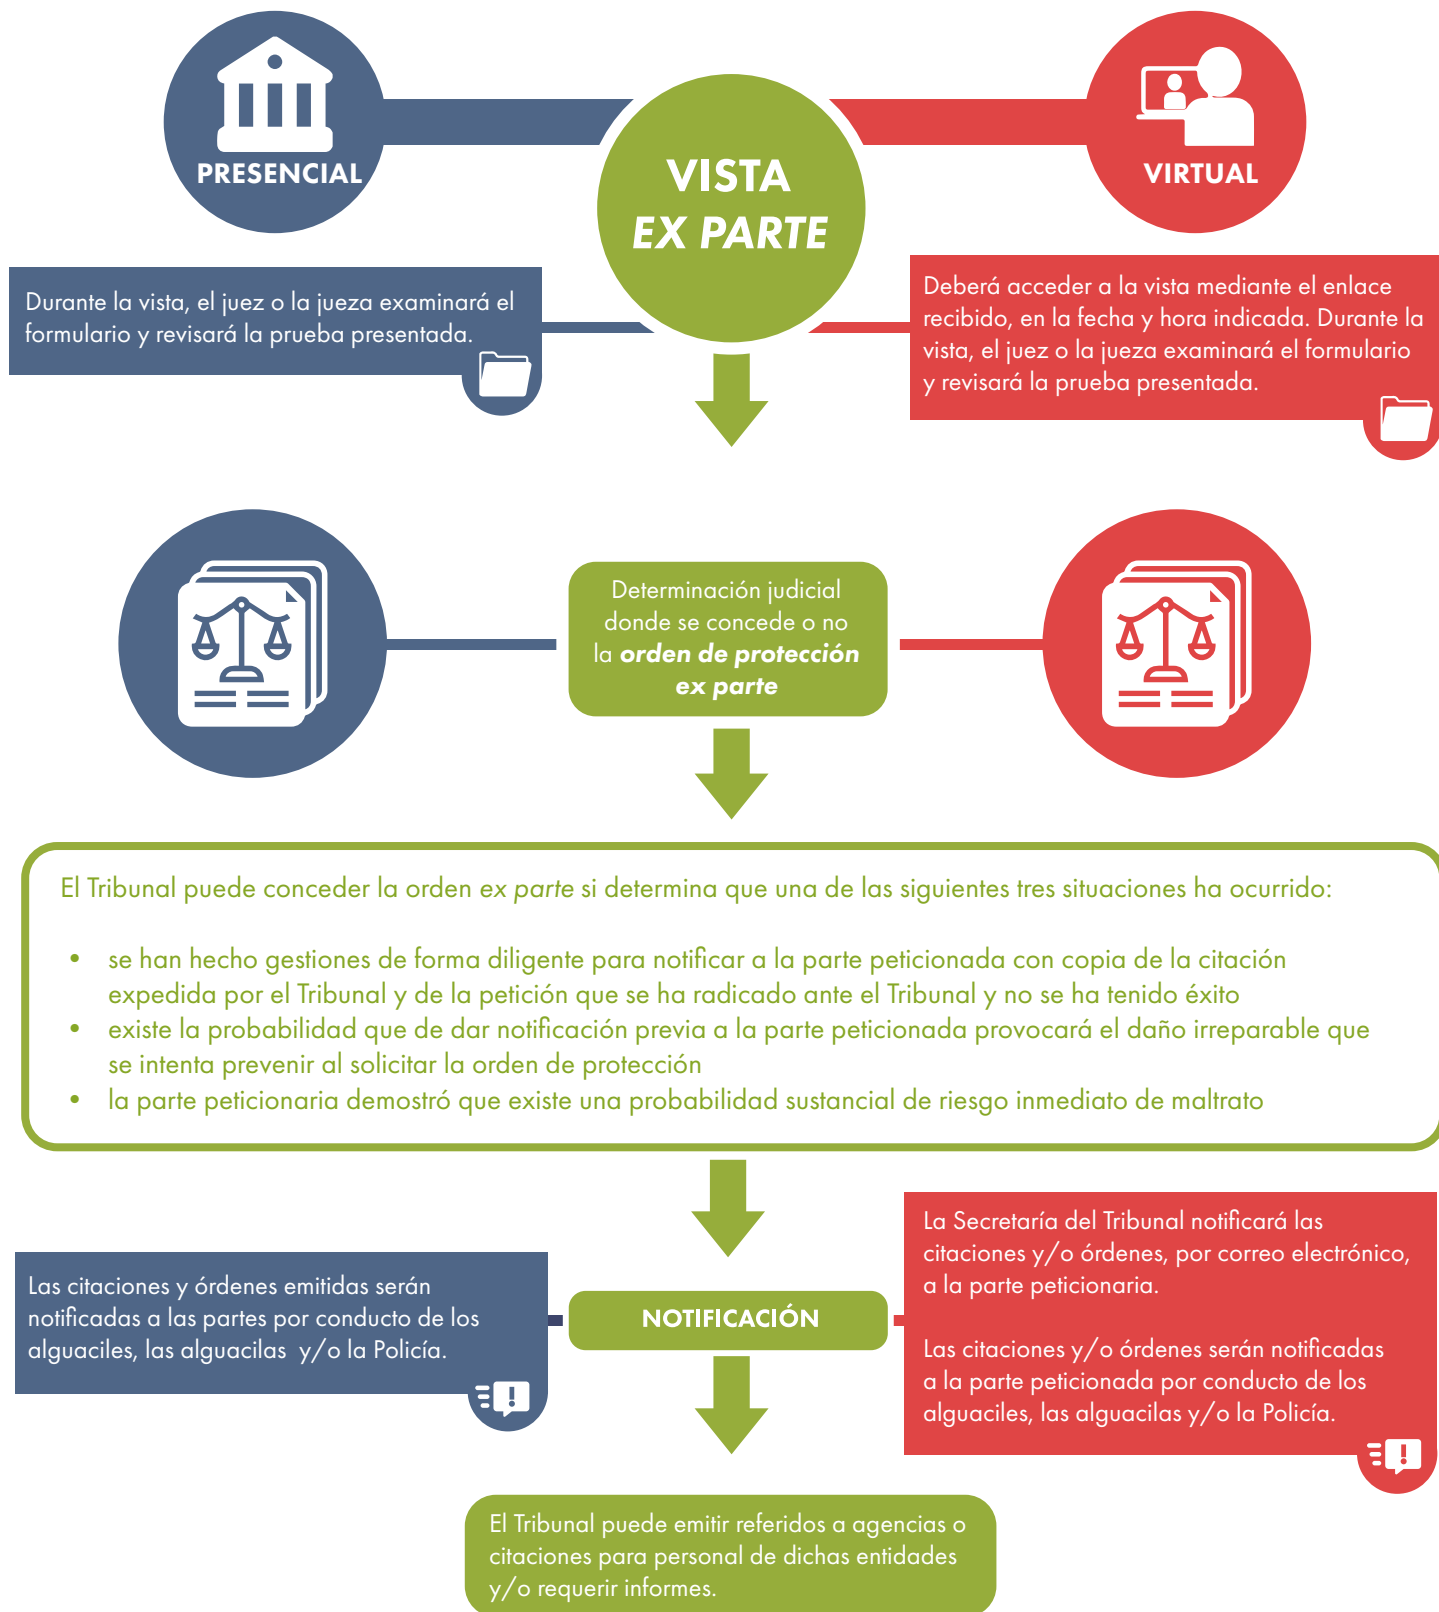 PRESENCIAL
VISTA
EX PARTE
VIRTUAL
Durante la vista, el juez o la jueza examinará el
formulario y revisará la prueba presentada.
Deberá acceder a la vista mediante el enlace
recibido, en la fecha y hora indicada. Durante la
vista, el juez o la jueza examinará el formulario
y revisará la prueba presentada.
Determinación judicial
donde se concede o no
la orden de protección
ex parte
El Tribunal puede conceder la orden ex parte si determina que una de las siguientes tres situaciones ha ocurrido:
• se han hecho gestiones de forma diligente para notificar a la parte peticionada con copia de la citación
expedida por el Tribunal y de la petición que se ha radicado ante el Tribunal y no se ha tenido éxito
• existe la probabilidad que de dar notificación previa a la parte peticionada provocará el daño irreparable que
se intenta prevenir al solicitar la orden de protección
• la parte peticionaria demostró que existe una probabilidad sustancial de riesgo inmediato de maltrato
Las citaciones y órdenes emitidas serán
notificadas a las partes por conducto de los
alguaciles, las alguacilas y/o la Policía.
NOTIFICACIÓN
La Secretaría del Tribunal notificará las
citaciones y/o órdenes, por correo electrónico,
a la parte peticionaria.
Las citaciones y/o órdenes serán notificadas
a la parte peticionada por conducto de los
alguaciles, las alguacilas y/o la Policía.
El Tribunal puede emitir referidos a agencias o
citaciones para personal de dichas entidades
y/o requerir informes.